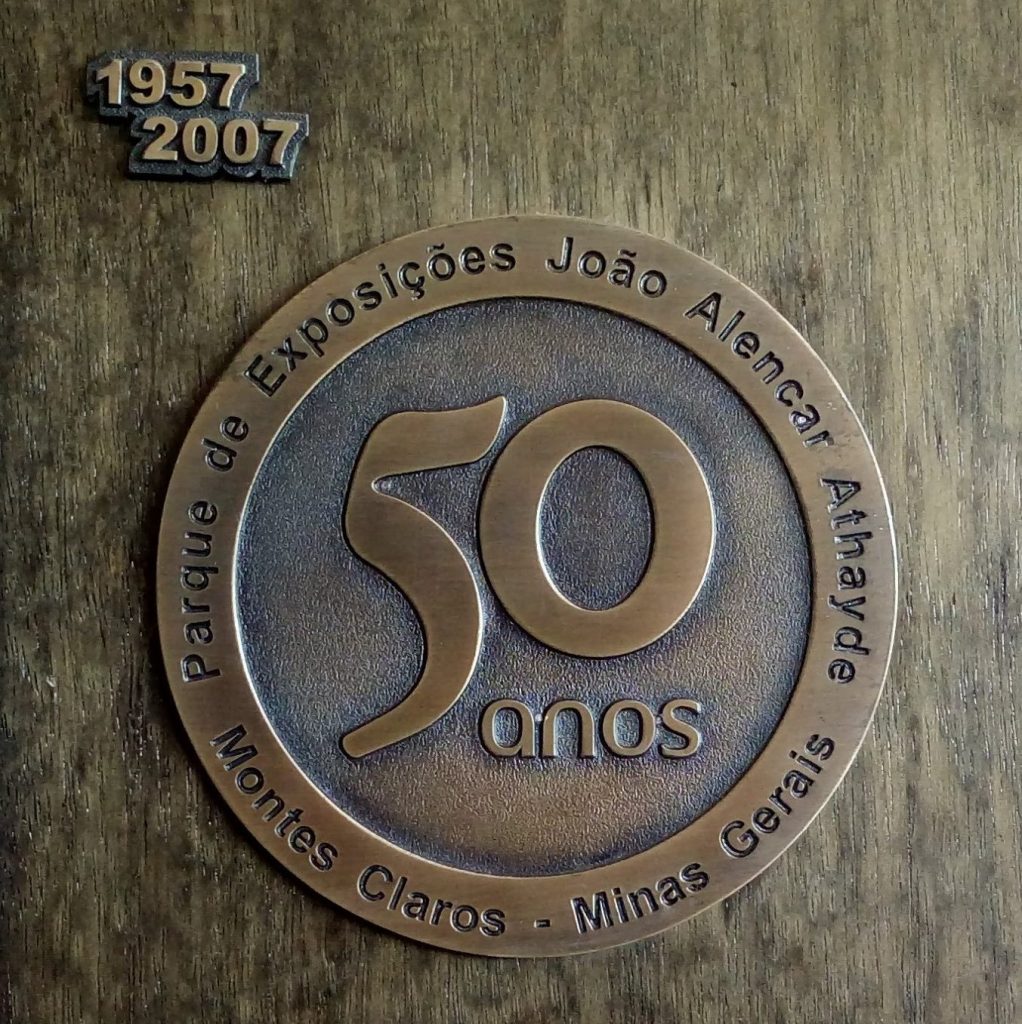 1957
2007
Parque de Exposições João Alencar Athayde
50
anos
Montes Claros - Minas Gerais